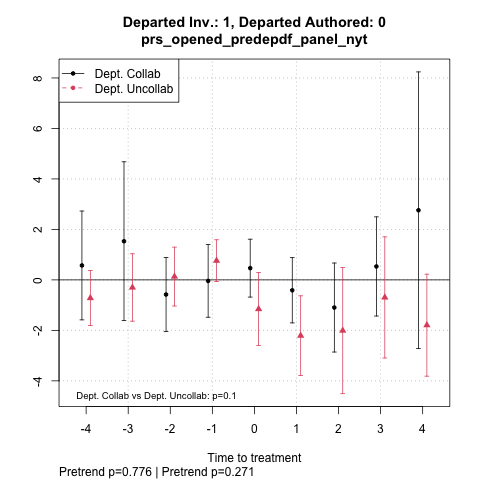 Departed Inv.: 1, Departed Authored: 0
prs_opened_predepdf_panel_nyt
Dept. Collab
Dept. Uncollab
8
6
4
2
0
-2
-4
Dept. Collab vs Dept. Uncollab: p=0.1
-4 -3 -2 -1 0 1 2 3 4
Time to treatment
Pretrend p=0.776 | Pretrend p=0.271